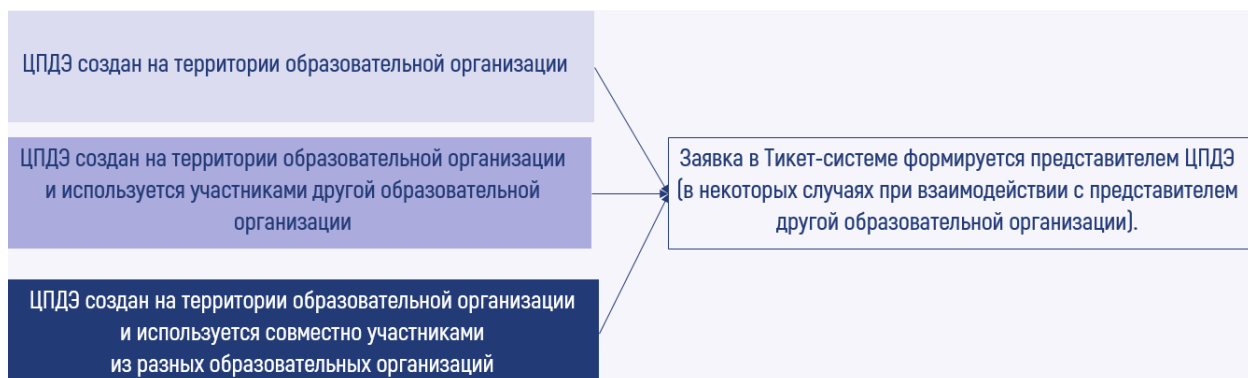 ЦПДЭ создан на территории образовательной организации
ЦПДЭ создан на территории образовательной организации
и используется участниками другой образовательной
организации
ЦПДЭ создан на территории образовательной организации
и используется совместно участниками
из разных образовательных организаций
Заявка в Тикет-системе формируется представителем ЦПДЭ
(в некоторых случаях при взаимодействии с представителем
другой образовательной организации).